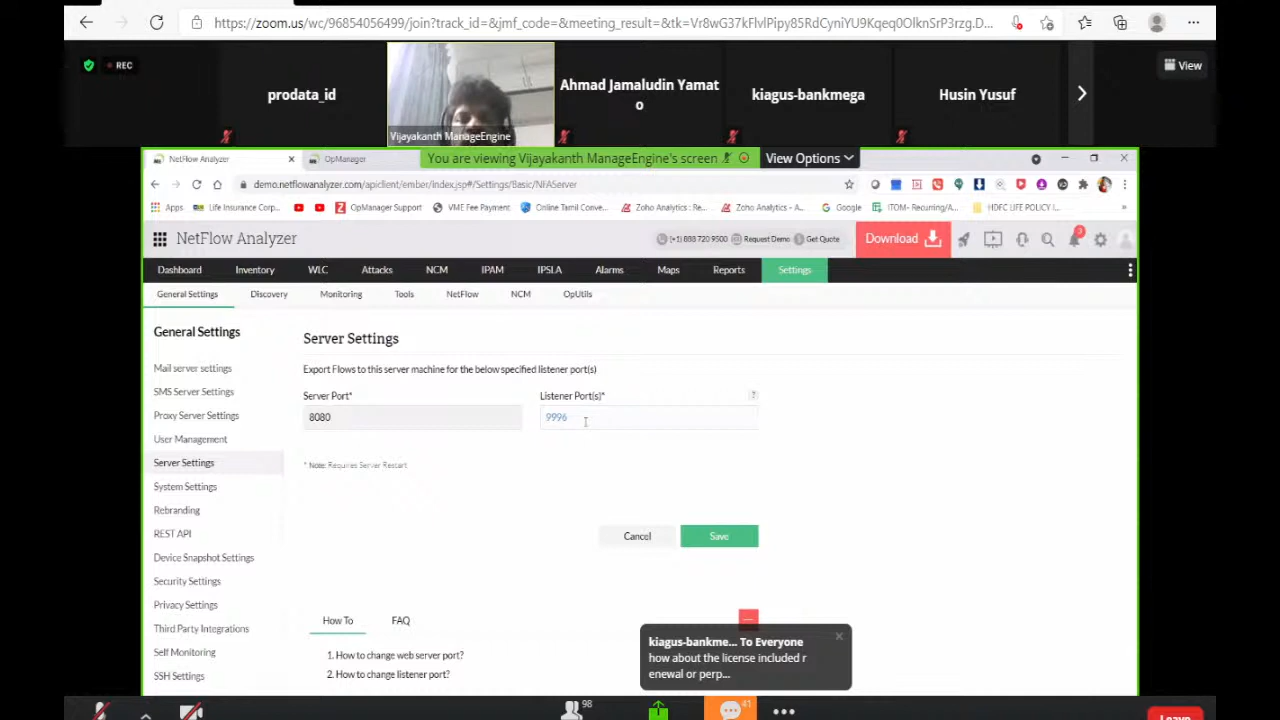 https://zoom.us/wc/96854056499/join?track_id=&jmf_code=&meeting_result=&tk=Vr8wG37kFlvlPipy85RdCyniYU9Kqeq0OlknSrP3rzg.D...
REC
View
prodata_id
Vijayakanth ManageEngine
Ahmad Jamaludin Yamat
o
kiagus-bankmega
Husin Yusuf
NetFlow Analyzer
OpManager
You are viewing Vijayakanth ManageEngine's screen
View Options
demo.netflowanalyzer.com/apiclient/ember/index.jsp#/Settings/Basic/NFAServer
Apps
Life Insurance Corp...
OpManager Support
VME Fee Payment
Online Tamil Conve...
Zoho Analytics : Re...
Zoho Analytics - A...
Google
ITOM- Recurring/A...
HDFC LIFE POLICY I...
NetFlow Analyzer
(+1) 888 720 9500
Request Demo
Get Quote
Download
3
Dashboard
Inventory
WLC
Attacks
NCM
IPAM
IPSLA
Alarms
Maps
Reports
Settings
General Settings
Discovery
Monitoring
Tools
NetFlow
NCM
OpUtils
General Settings
Mail server settings
SMS Server Settings
Proxy Server Settings
User Management
Server Settings
System Settings
Rebranding
REST API
Device Snapshot Settings
Security Settings
Privacy Settings
Third Party Integrations
Self Monitoring
SSH Settings
Server Settings
Export Flows to this server machine for the below specified listener port(s)
Server Port*
Listener Port(s)*
?
8080
9996
* Note: Requires Server Restart
Cancel
Save
How To
FAQ
1. How to change web server port?
2. How to change listener port?
kiagus-bankme... To Everyone
how about the license included r
enewal or perp...
98
41
Leave